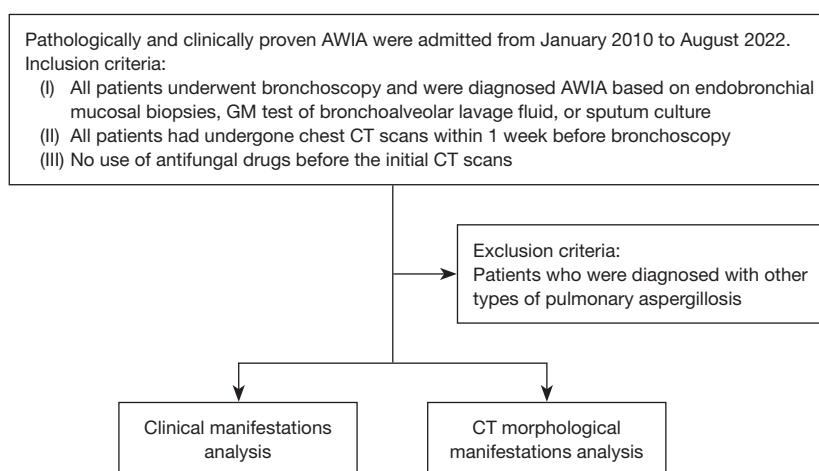 Pathologically and clinically proven AWIA were admitted from January 2010 to August 2022.
Inclusion criteria:
(I) All patients underwent bronchoscopy and were diagnosed AWIA based on endobronchial
mucosal biopsies, GM test of bronchoalveolar lavage fluid, or sputum culture
(II) All patients had undergone chest CT scans within 1 week before bronchoscopy
(III) No use of antifungal drugs before the initial CT scans
Exclusion criteria:
Patients who were diagnosed with other
types of pulmonary aspergillosis
Clinical manifestations
analysis
CT morphological
manifestations analysis